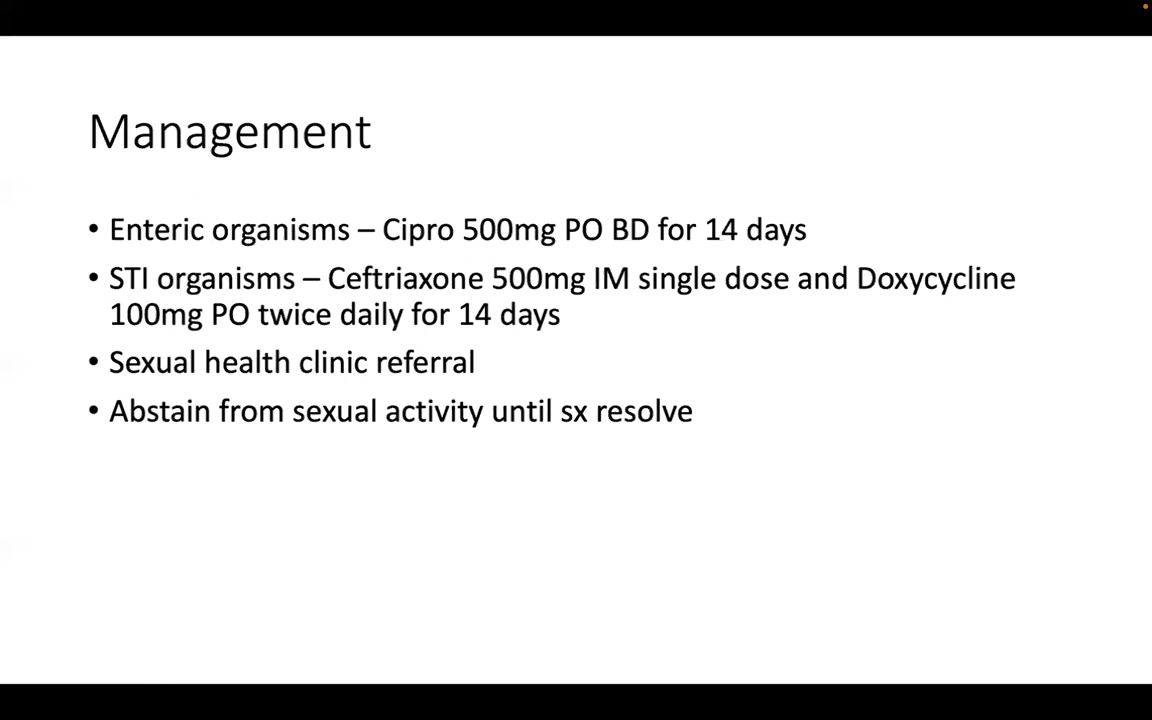 Management
• Enteric organisms – Cipro 500mg PO BD for 14 days
• STI organisms – Ceftriaxone 500mg IM single dose and Doxycycline
100mg PO twice daily for 14 days
• Sexual health clinic referral
• Abstain from sexual activity until sx resolve